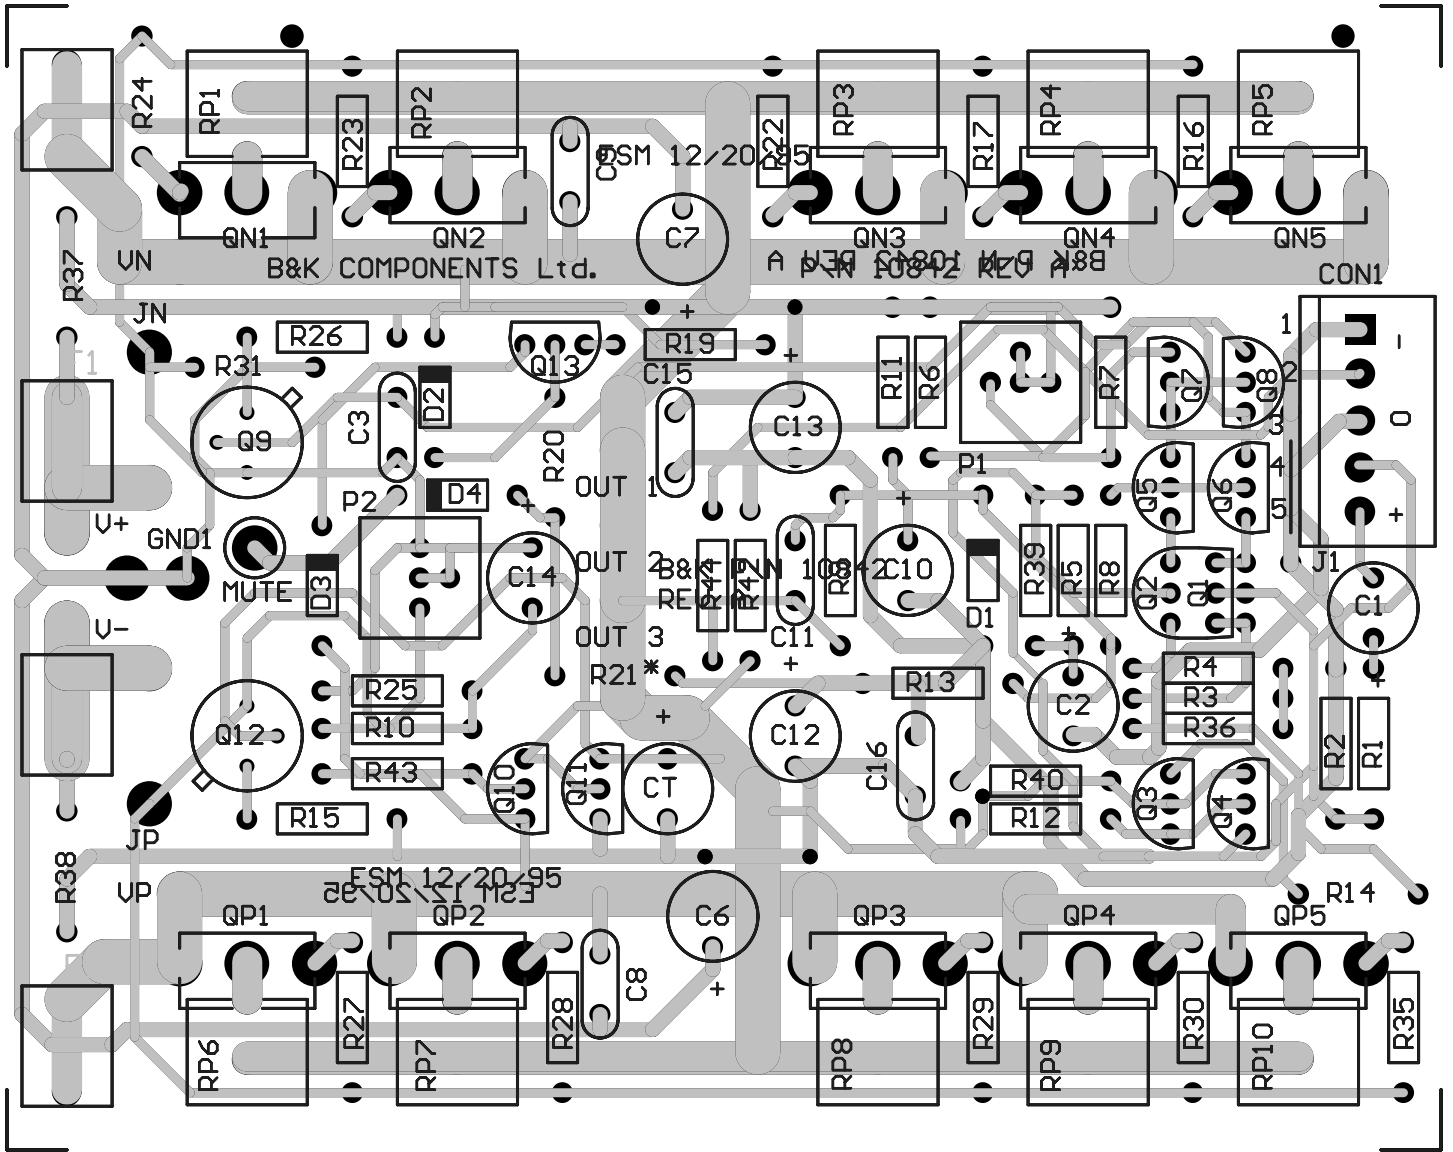 R24
RP1
R23
RP2
C9
ESM 12/20/95
R22
RP3
R17
RP4
R16
RP5
QN1
QN2
C7
QN3
QN4
QN5
VN
R37
B&K COMPONENTS Ltd.
P/N 10842 REV A
B&K P/N 10842 REV A
CON1
JN
R26
Q13
+
R19
+
C15
R31
Q9
C3
D2
R20
C13
R11
R6
R7
Q7
Q8
1
2
3
4
5
-
0
+
P1
P2
D4
+
OUT 1
V+
GND1
MUTE
D3
C14
OUT 2
B&K P/N 10842
REV A
R44
R42
C11
+
R9
+
C10
D1
R39
R5
R8
Q5
Q6
Q2
Q1
J1
C1
+
V-
OUT 3
R21
*
R25
R10
R43
R15
Q12
JP
Q10
Q11
+
CT
C12
R13
C16
+
C2
R4
R3
R36
R40
R12
Q3
Q4
R2
R1
R14
R38
VP
ESM 12/20/95
ESM 12/20/95
QP1
QP2
C6
+
QP3
QP4
QP5
C8
RP6
R27
RP7
R28
RP8
R29
RP9
R30
RP10
R35